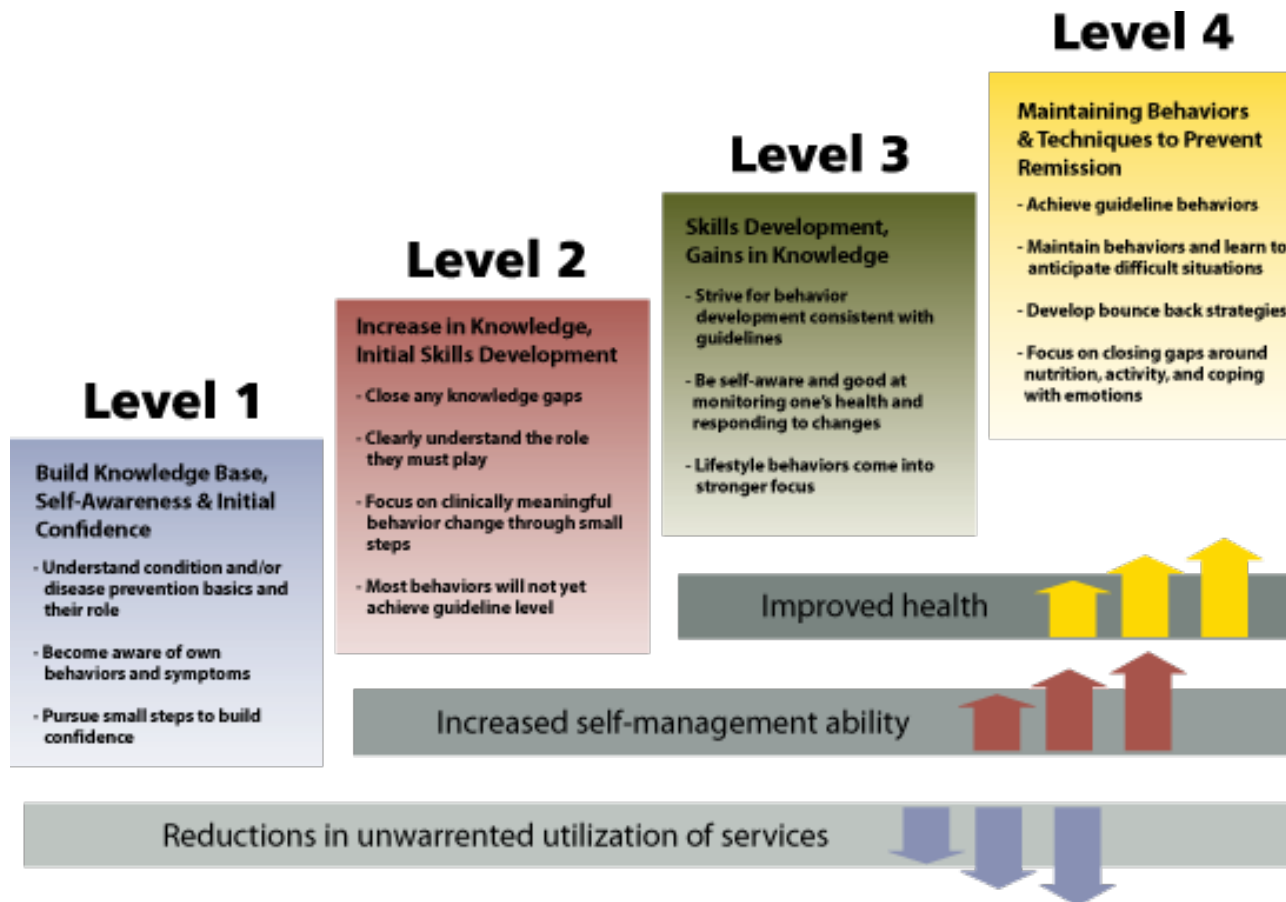 Level 1
Build Knowledge Base,
Self-Awareness & Initial
Confidence
- Understand condition and/or
disease prevention basics and
their role
- Become aware of own
behaviors and symptoms
- Pursue small steps to build
confidence
Level 2
Increase in Knowledge,
Initial Skills Development
- Close any knowledge gaps
- Clearly understand the role
they must play
- Focus on clinically meaningful
behavior change through small
steps
- Most behaviors will not yet
achieve guideline level
Level 3
Skills Development,
Gains in Knowledge
- Strive for behavior
development consistent with
guidelines
- Be self-aware and good at
monitoring one's health and
responding to changes
- Lifestyle behaviors come into
stronger focus
Level 4
Maintaining Behaviors
& Techniques to Prevent
Remission
- Achieve guideline behaviors
- Maintain behaviors and learn to
anticipate difficult situations
- Develop bounce back strategies
- Focus on closing gaps around
nutrition, activity, and coping
with emotions
Improved health
Increased self-management ability
Reductions in unwarrented utilization of services